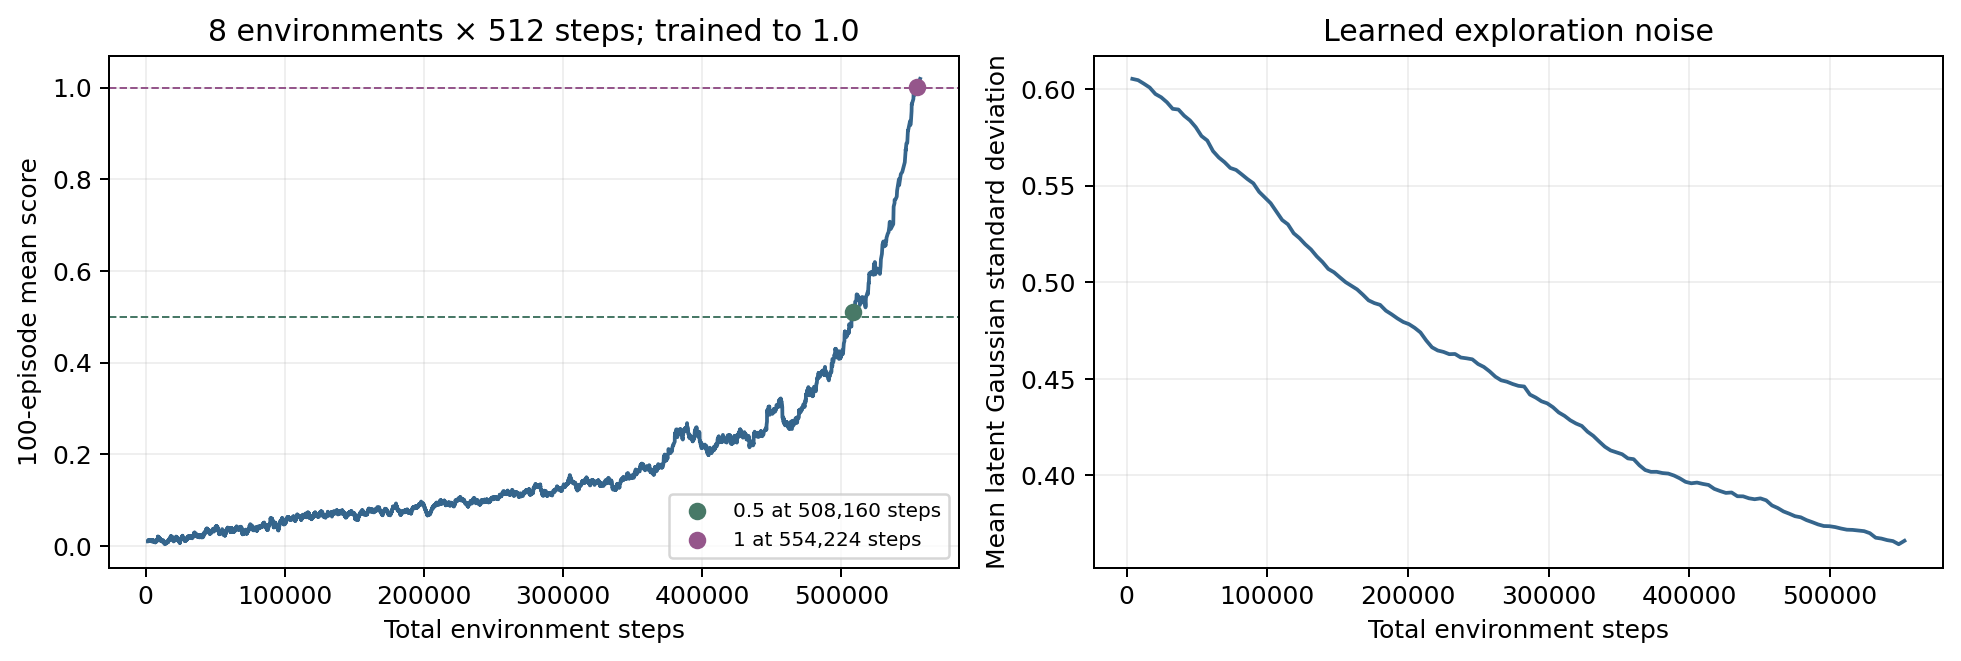 8 environments × 512 steps; trained to 1.0
100-episode mean score
1.0
0.8
0.6
0.4
0.2
0.0
0.5 at 508,160 steps
1 at 554,224 steps
0 100000 200000 300000 400000 500000
Total environment steps
Learned exploration noise
Mean latent Gaussian standard deviation
0.60
0.55
0.50
0.45
0.40
0 100000 200000 300000 400000 500000
Total environment steps